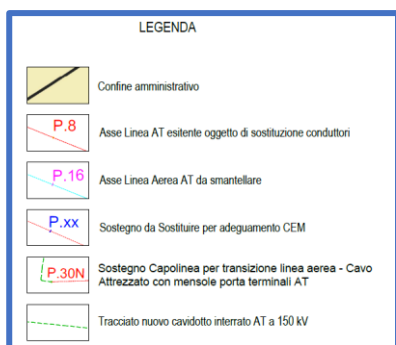 LEGENDA
Confine amministrativo
P.8
Asse Linea AT esitente oggetto di sostituzione conduttori
P.16
Asse Linea Aerea AT da smantellare
P.xx
Sostegno da Sostituire per adeguamento CEM
P.30N
Sostegno Capolinea per transizione linea aerea - Cavo
Attrezzato con mensole porta terminali AT
Tracciato nuovo cavidotto interrato AT a 150 kV